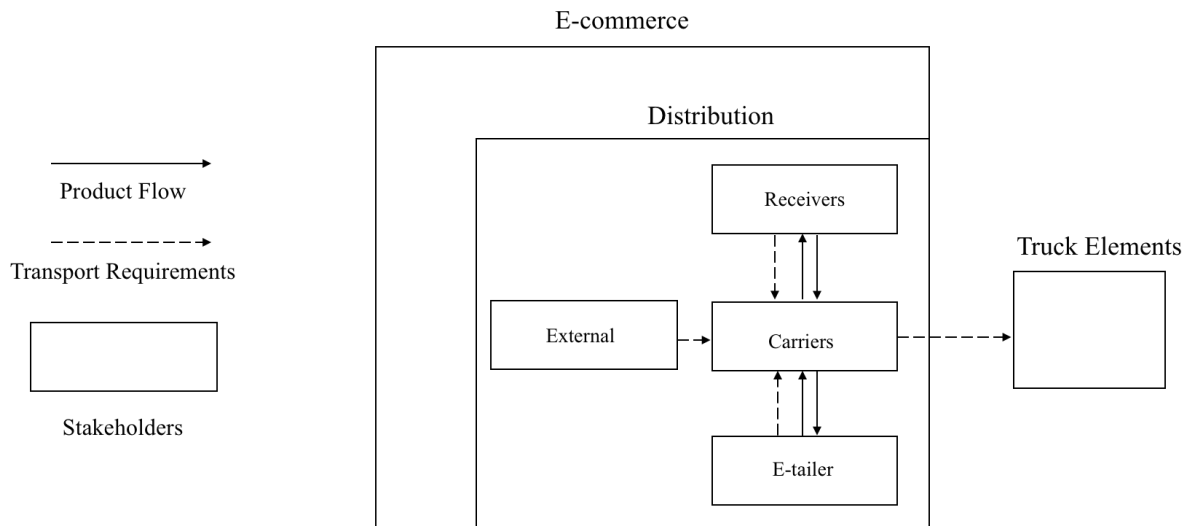 E-commerce
Distribution
Product Flow
Transport Requirements
Stakeholders
Receivers
External
Carriers
E-tailer
Truck Elements